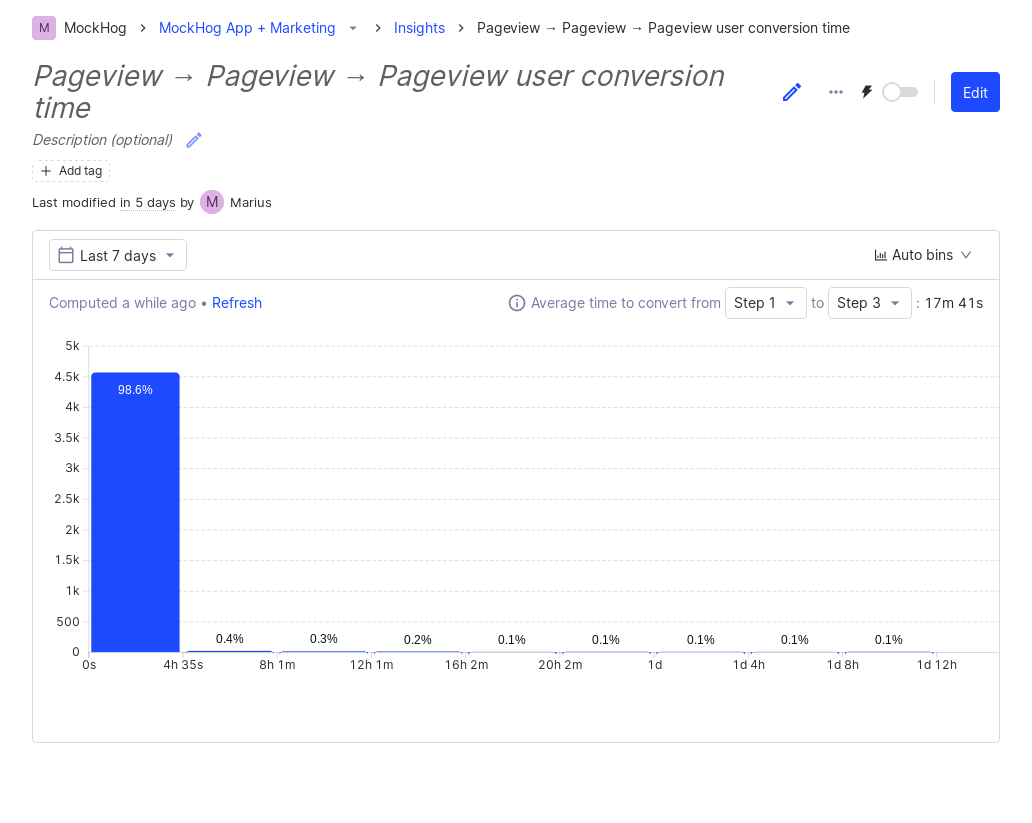 M MockHog MockHog App + Marketing Insights Pageview → Pageview → Pageview user conversion time
Pageview → Pageview → Pageview user conversion
time
Edit
Description (optional)
Add tag
Last modified in 5 days by M Marius
Last 7 days
Auto bins
Computed a while ago • Refresh
Average time to convert from Step 1 to Step 3 : 17m 41s
5k
4.5k
4k
3.5k
3k
2.5k
2k
1.5k
1k
500
0
98.6% 0.4% 0.3% 0.2% 0.1% 0.1% 0.1% 0.1% 0.1%
0s 4h 35s 8h 1m 12h 1m 16h 2m 20h 2m 1d 1d 4h 1d 8h 1d 12h